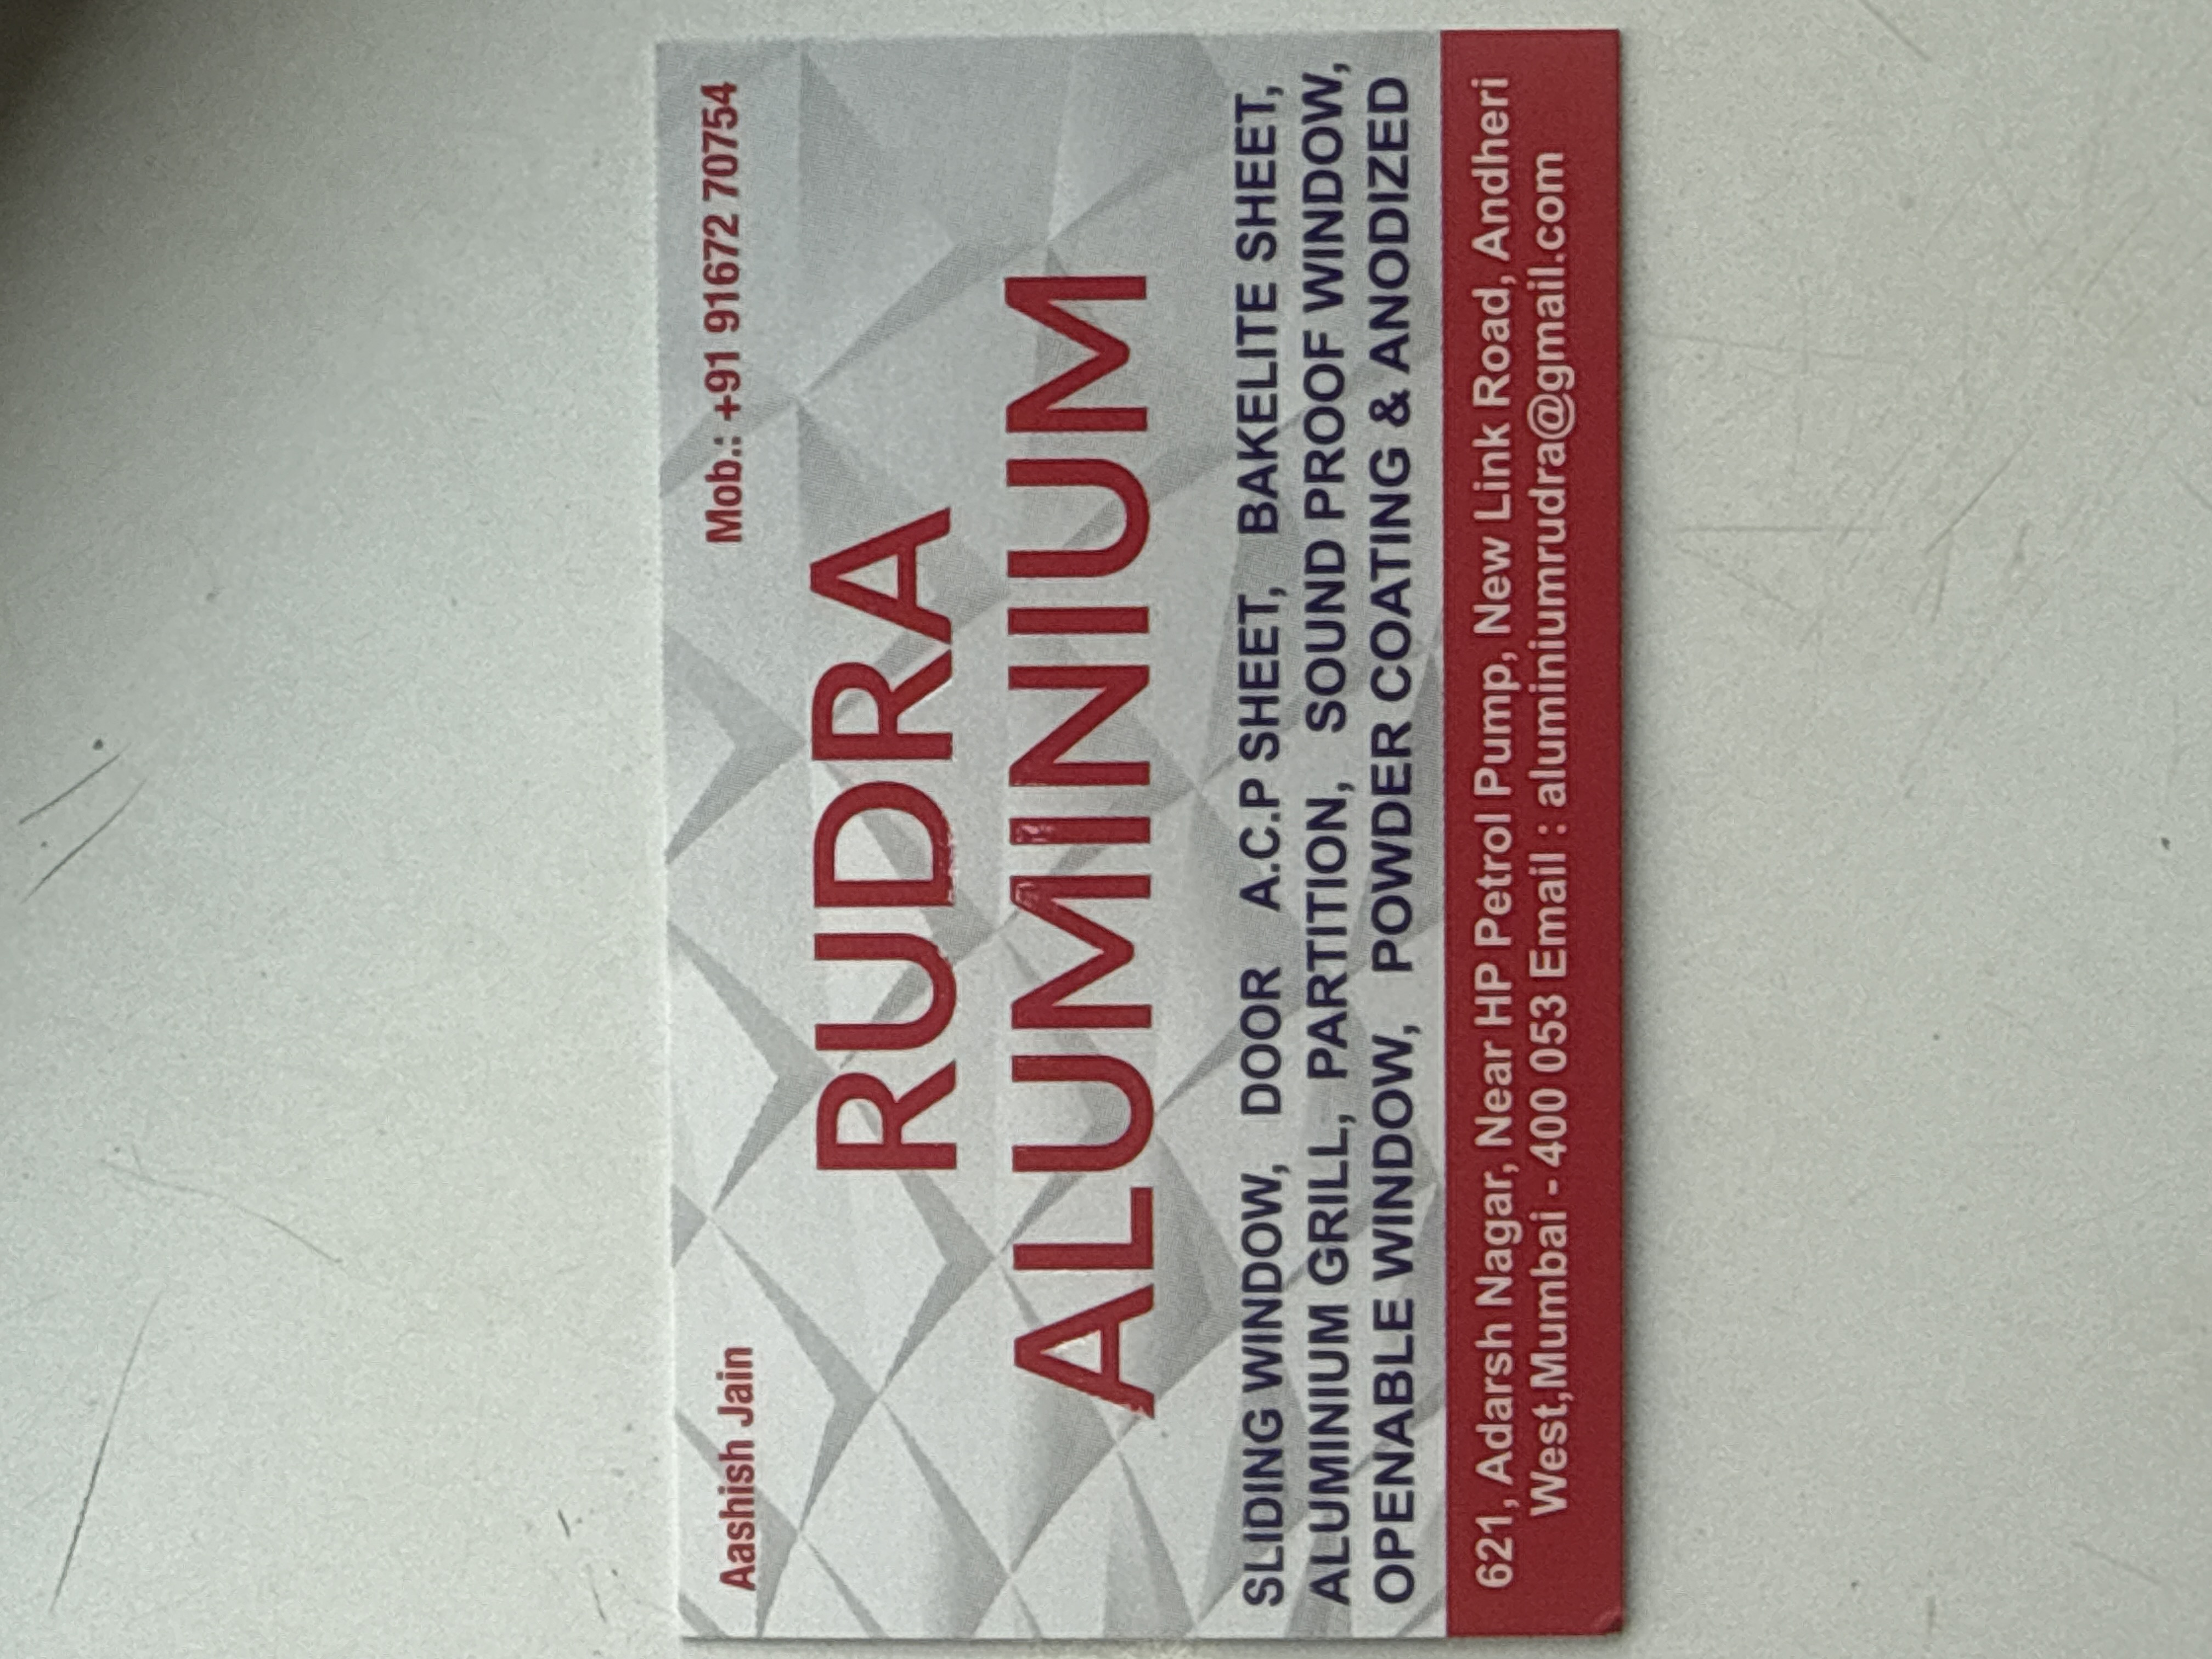 Aashish Jain
Mob.: +91 91672 70754
RUDRA
ALUMINIUM
SLIDING WINDOW, DOOR A.C.P SHEET, BAKELITE SHEET,
ALUMINIUM GRILL, PARTITION, SOUND PROOF WINDOW,
OPENABLE WINDOW, POWDER COATING & ANODIZED
621, Adarsh Nagar, Near HP Petrol Pump, New Link Road, Andheri
West,Mumbai - 400 053 Email : aluminiumrudra@gmail.com